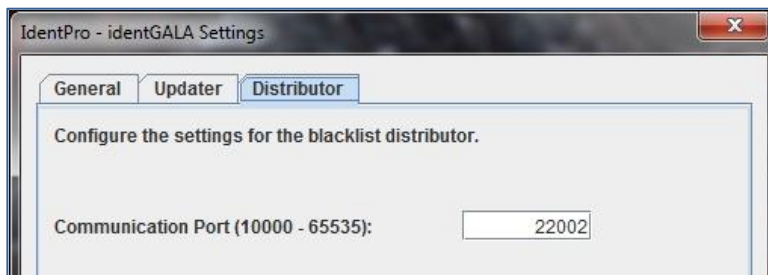 IdentPro - identGALA Settings
General Updater Distributor
Configure the settings for the blacklist distributor.
Communication Port (10000 - 65535): 22002